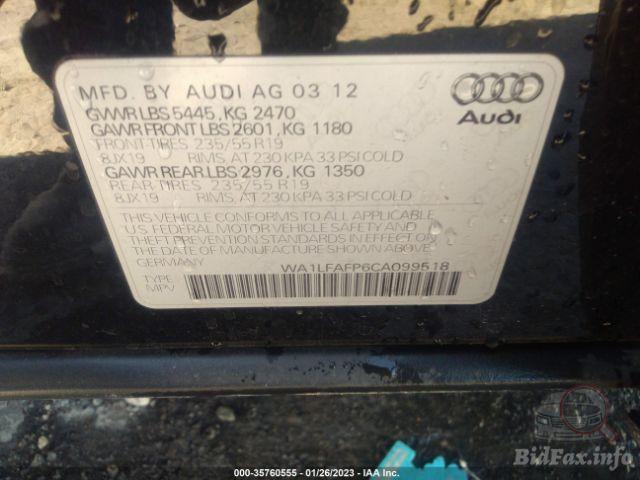 MFD. BY AUDI AG 03 12
GWWR LBS 5445, KG 2470
GAWR FRONT LBS 2601, KG 1180
FRONT-TIRES 235/55 R19
8JX19 RIMS, AT 230 KPA 33 PSI COLD
GAWR REAR LBS 2976, KG 1350
REAR-TIRES 235/55 R19
8JX19 RIMS, AT 230 KPA 33 PSI COLD
Audi
THIS VEHICLE CONFORMS TO ALL APPLICABLE
U.S. FEDERAL MOTOR VEHICLE SAFETY AND
THEFT PREVENTION STANDARDS IN EFFECT ON
THE DATE OF MANUFACTURE SHOWN ABOVE.
GERMANY WA1LFAFP6CA099518
TYPE
MPV
BidFax.info
000-35760555 - 01/26/2023 - IAA Inc.